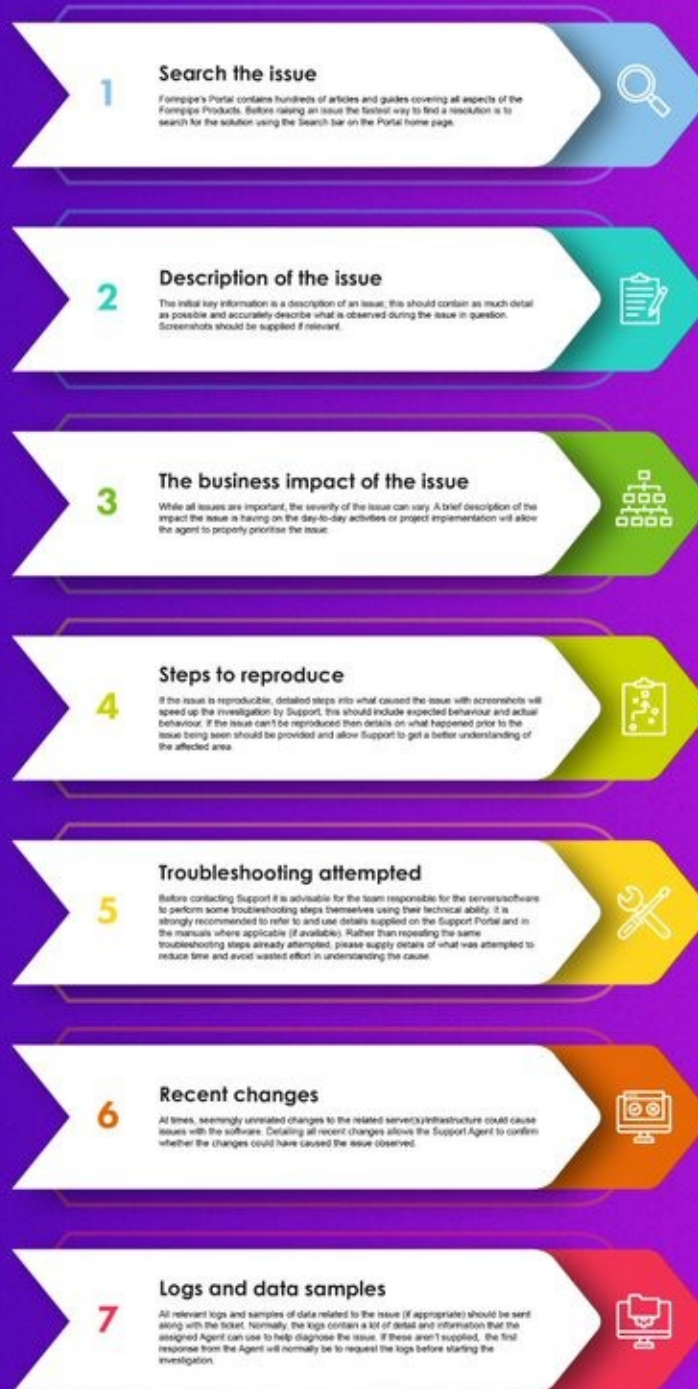 1
Search the issue
Formpipe's Portal contains hundreds of articles and guides covering all aspects of the
Formpipe Products. Before raising an issue the fastest way to find a resolution is to
search for the solution using the Search bar on the Portal home page.
2
Description of the issue
The initial key information is a description of an issue; this should contain as much detail
as possible and accurately describe what is observed during the issue in question.
Screenshots should be supplied if relevant.
3
The business impact of the issue
While all issues are important, the severity of the issue can vary. A brief description of the
impact the issue is having on the day-to-day activities or project implementation will allow
the agent to properly prioritise the issue.
4
Steps to reproduce
If the issue is reproducible, detailed steps into what caused the issue with screenshots will
speed up the investigation by Support, this should include expected behaviour and actual
behaviour. If the issue can't be reproduced then details on what happened prior to the
issue being seen should be provided and allow Support to get a better understanding of
the affected area.
5
Troubleshooting attempted
Before contacting Support it is advisable for the team responsible for the servers/software
to perform some troubleshooting steps themselves using their technical ability. It is
strongly recommended to refer to and use details supplied on the Support Portal and in
the manuals where applicable (if available). Rather than repeating the same
troubleshooting steps already attempted, please supply details of what was attempted to
reduce time and avoid wasted effort in understanding the cause.
6
Recent changes
At times, seemingly unrelated changes to the related server(s)/infrastructure could cause
issues with the software. Detailing all recent changes allows the Support Agent to confirm
whether the changes could have caused the issue observed.
7
Logs and data samples
All relevant logs and samples of data related to the issue (if appropriate) should be sent
along with the ticket. Normally, the logs contain a lot of detail and information that the
assigned Agent can use to help diagnose the issue. If these aren't supplied, the first
response from the Agent will normally be to request the logs before starting the
investigation.